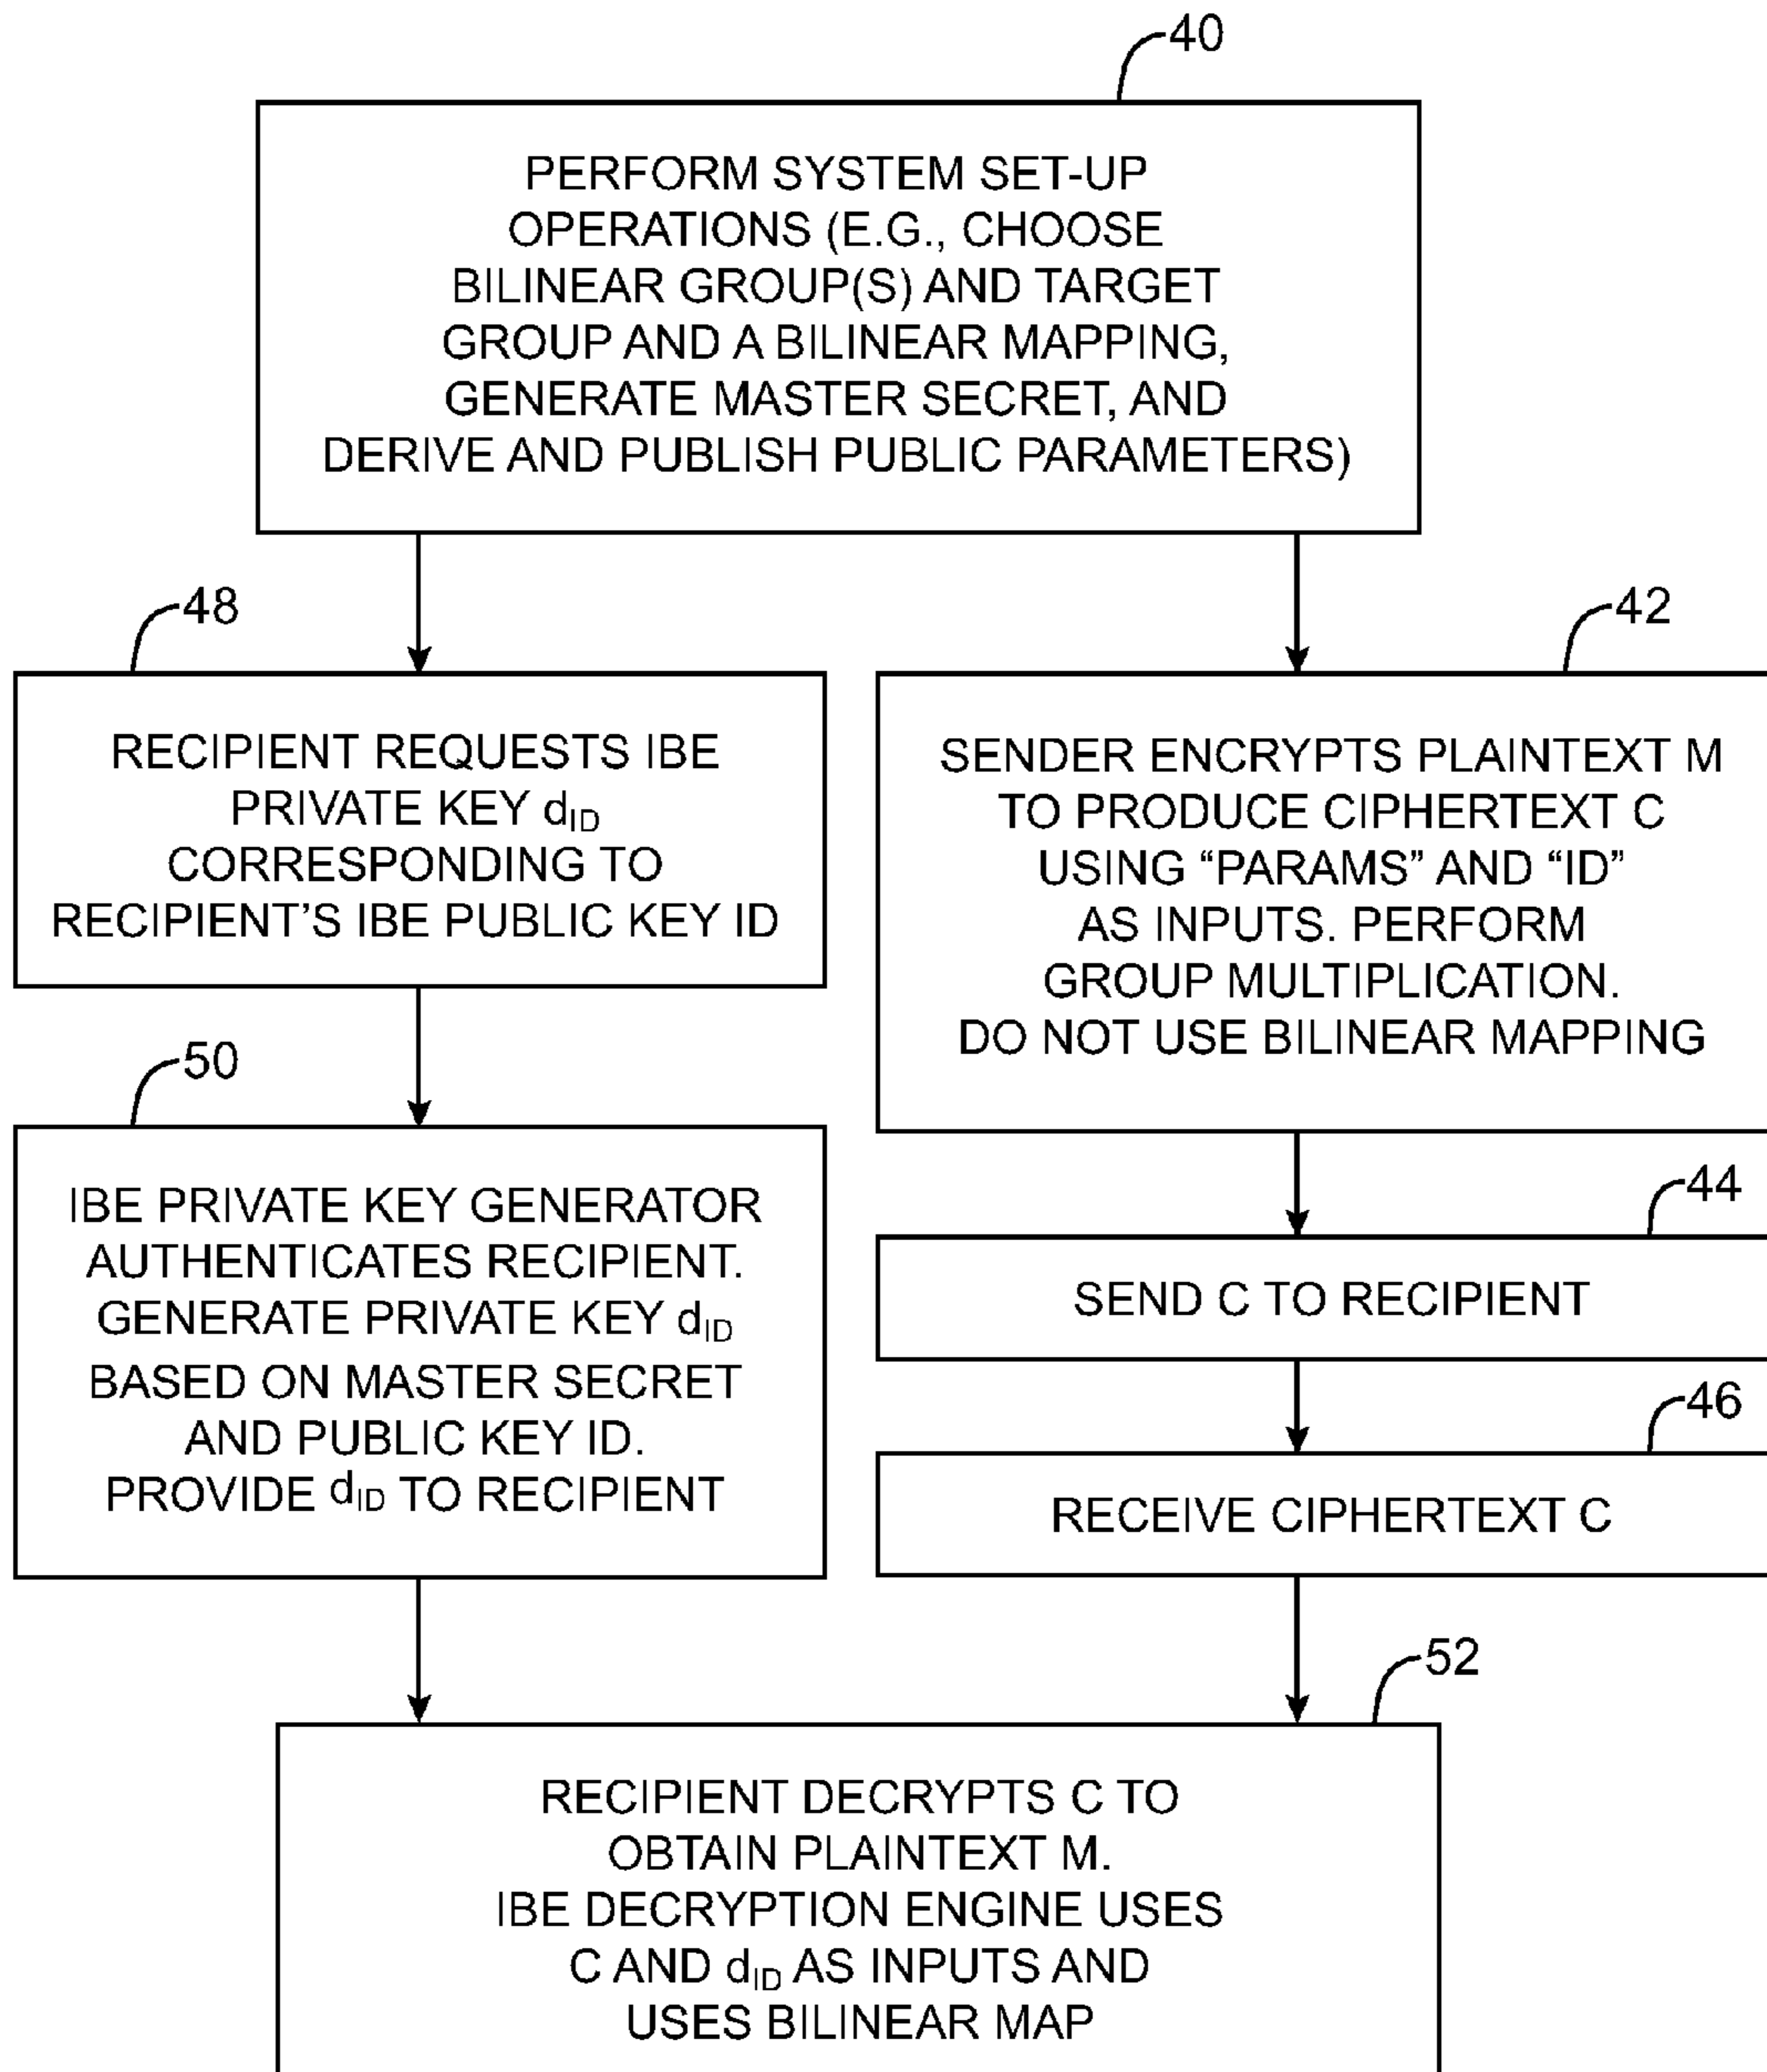 40
PERFORM SYSTEM SET-UP
OPERATIONS (E.G., CHOOSE
BILINEAR GROUP(S) AND TARGET
GROUP AND A BILINEAR MAPPING,
GENERATE MASTER SECRET, AND
DERIVE AND PUBLISH PUBLIC PARAMETERS)
48
RECIPIENT REQUESTS IBE
PRIVATE KEY dID
CORRESPONDING TO
RECIPIENT’S IBE PUBLIC KEY ID
42
SENDER ENCRYPTS PLAINTEXT M
TO PRODUCE CIPHERTEXT C
USING “PARAMS” AND “ID”
AS INPUTS. PERFORM
GROUP MULTIPLICATION.
DO NOT USE BILINEAR MAPPING
50
IBE PRIVATE KEY GENERATOR
AUTHENTICATES RECIPIENT.
GENERATE PRIVATE KEY dID
BASED ON MASTER SECRET
AND PUBLIC KEY ID.
PROVIDE dID TO RECIPIENT
44
SEND C TO RECIPIENT
46
RECEIVE CIPHERTEXT C
52
RECIPIENT DECRYPTS C TO
OBTAIN PLAINTEXT M.
IBE DECRYPTION ENGINE USES
C AND dID AS INPUTS AND
USES BILINEAR MAP